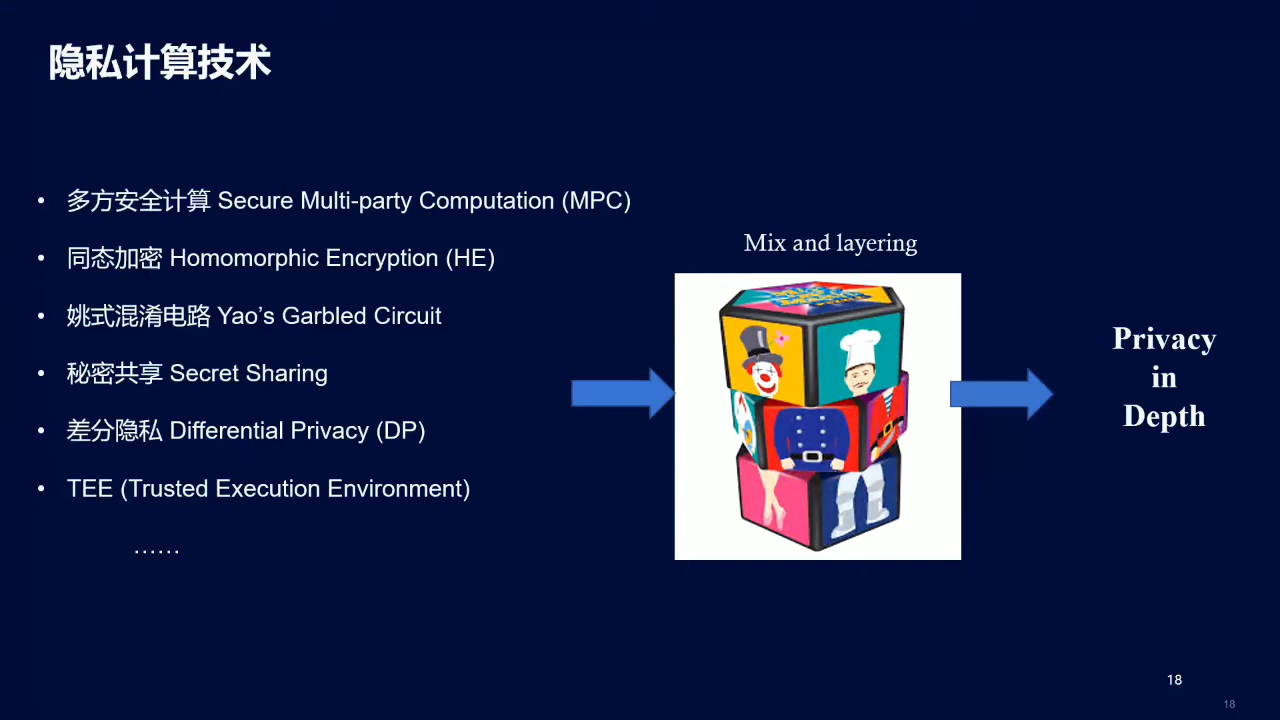 隐私计算技术
• 多方安全计算 Secure Multi-party Computation (MPC)
• 同态加密 Homomorphic Encryption (HE)
• 姚式混淆电路 Yao’s Garbled Circuit
• 秘密共享 Secret Sharing
• 差分隐私 Differential Privacy (DP)
• TEE (Trusted Execution Environment)
……
Mix and layering
Privacy
in
Depth
18
18